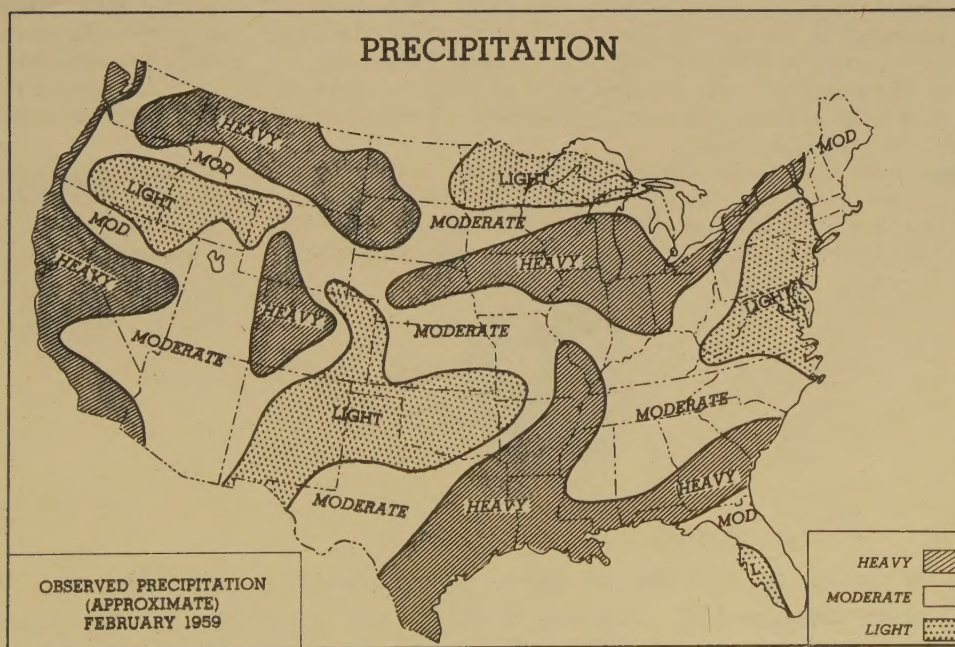 PRECIPITATION
HEAVY
MOD
MOD
LIGHT
LIGHT
MOD
MODERATE
HEAVY
HEAVY
LIGHT
HEAVY
MODERATE
MODERATE
LIGHT
MODERATE
MODERATE
HEAVY
HEAVY
MOD
L
OBSERVED PRECIPITATION
(APPROXIMATE)
FEBRUARY 1959
HEAVY
MODERATE
LIGHT